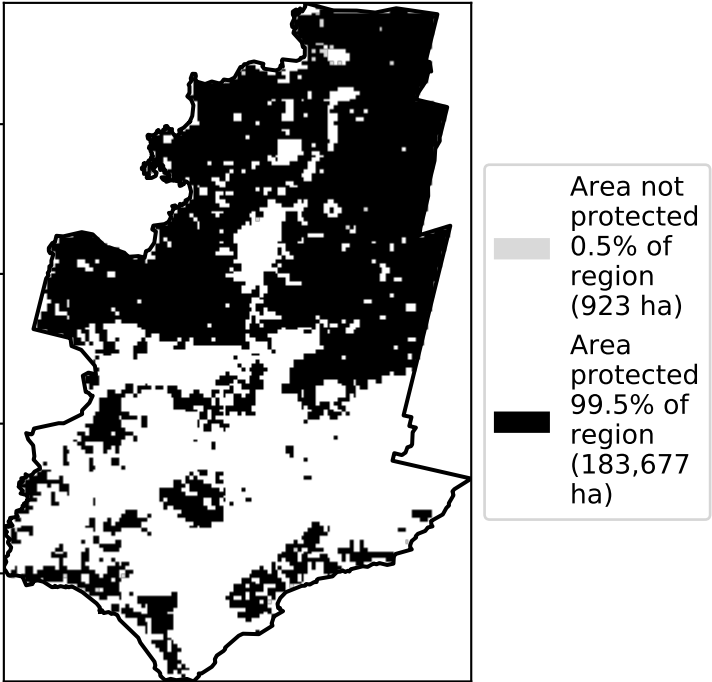 Area not
protected
0.5% of
region
(923 ha)
Area
protected
99.5% of
region
(183,677
ha)